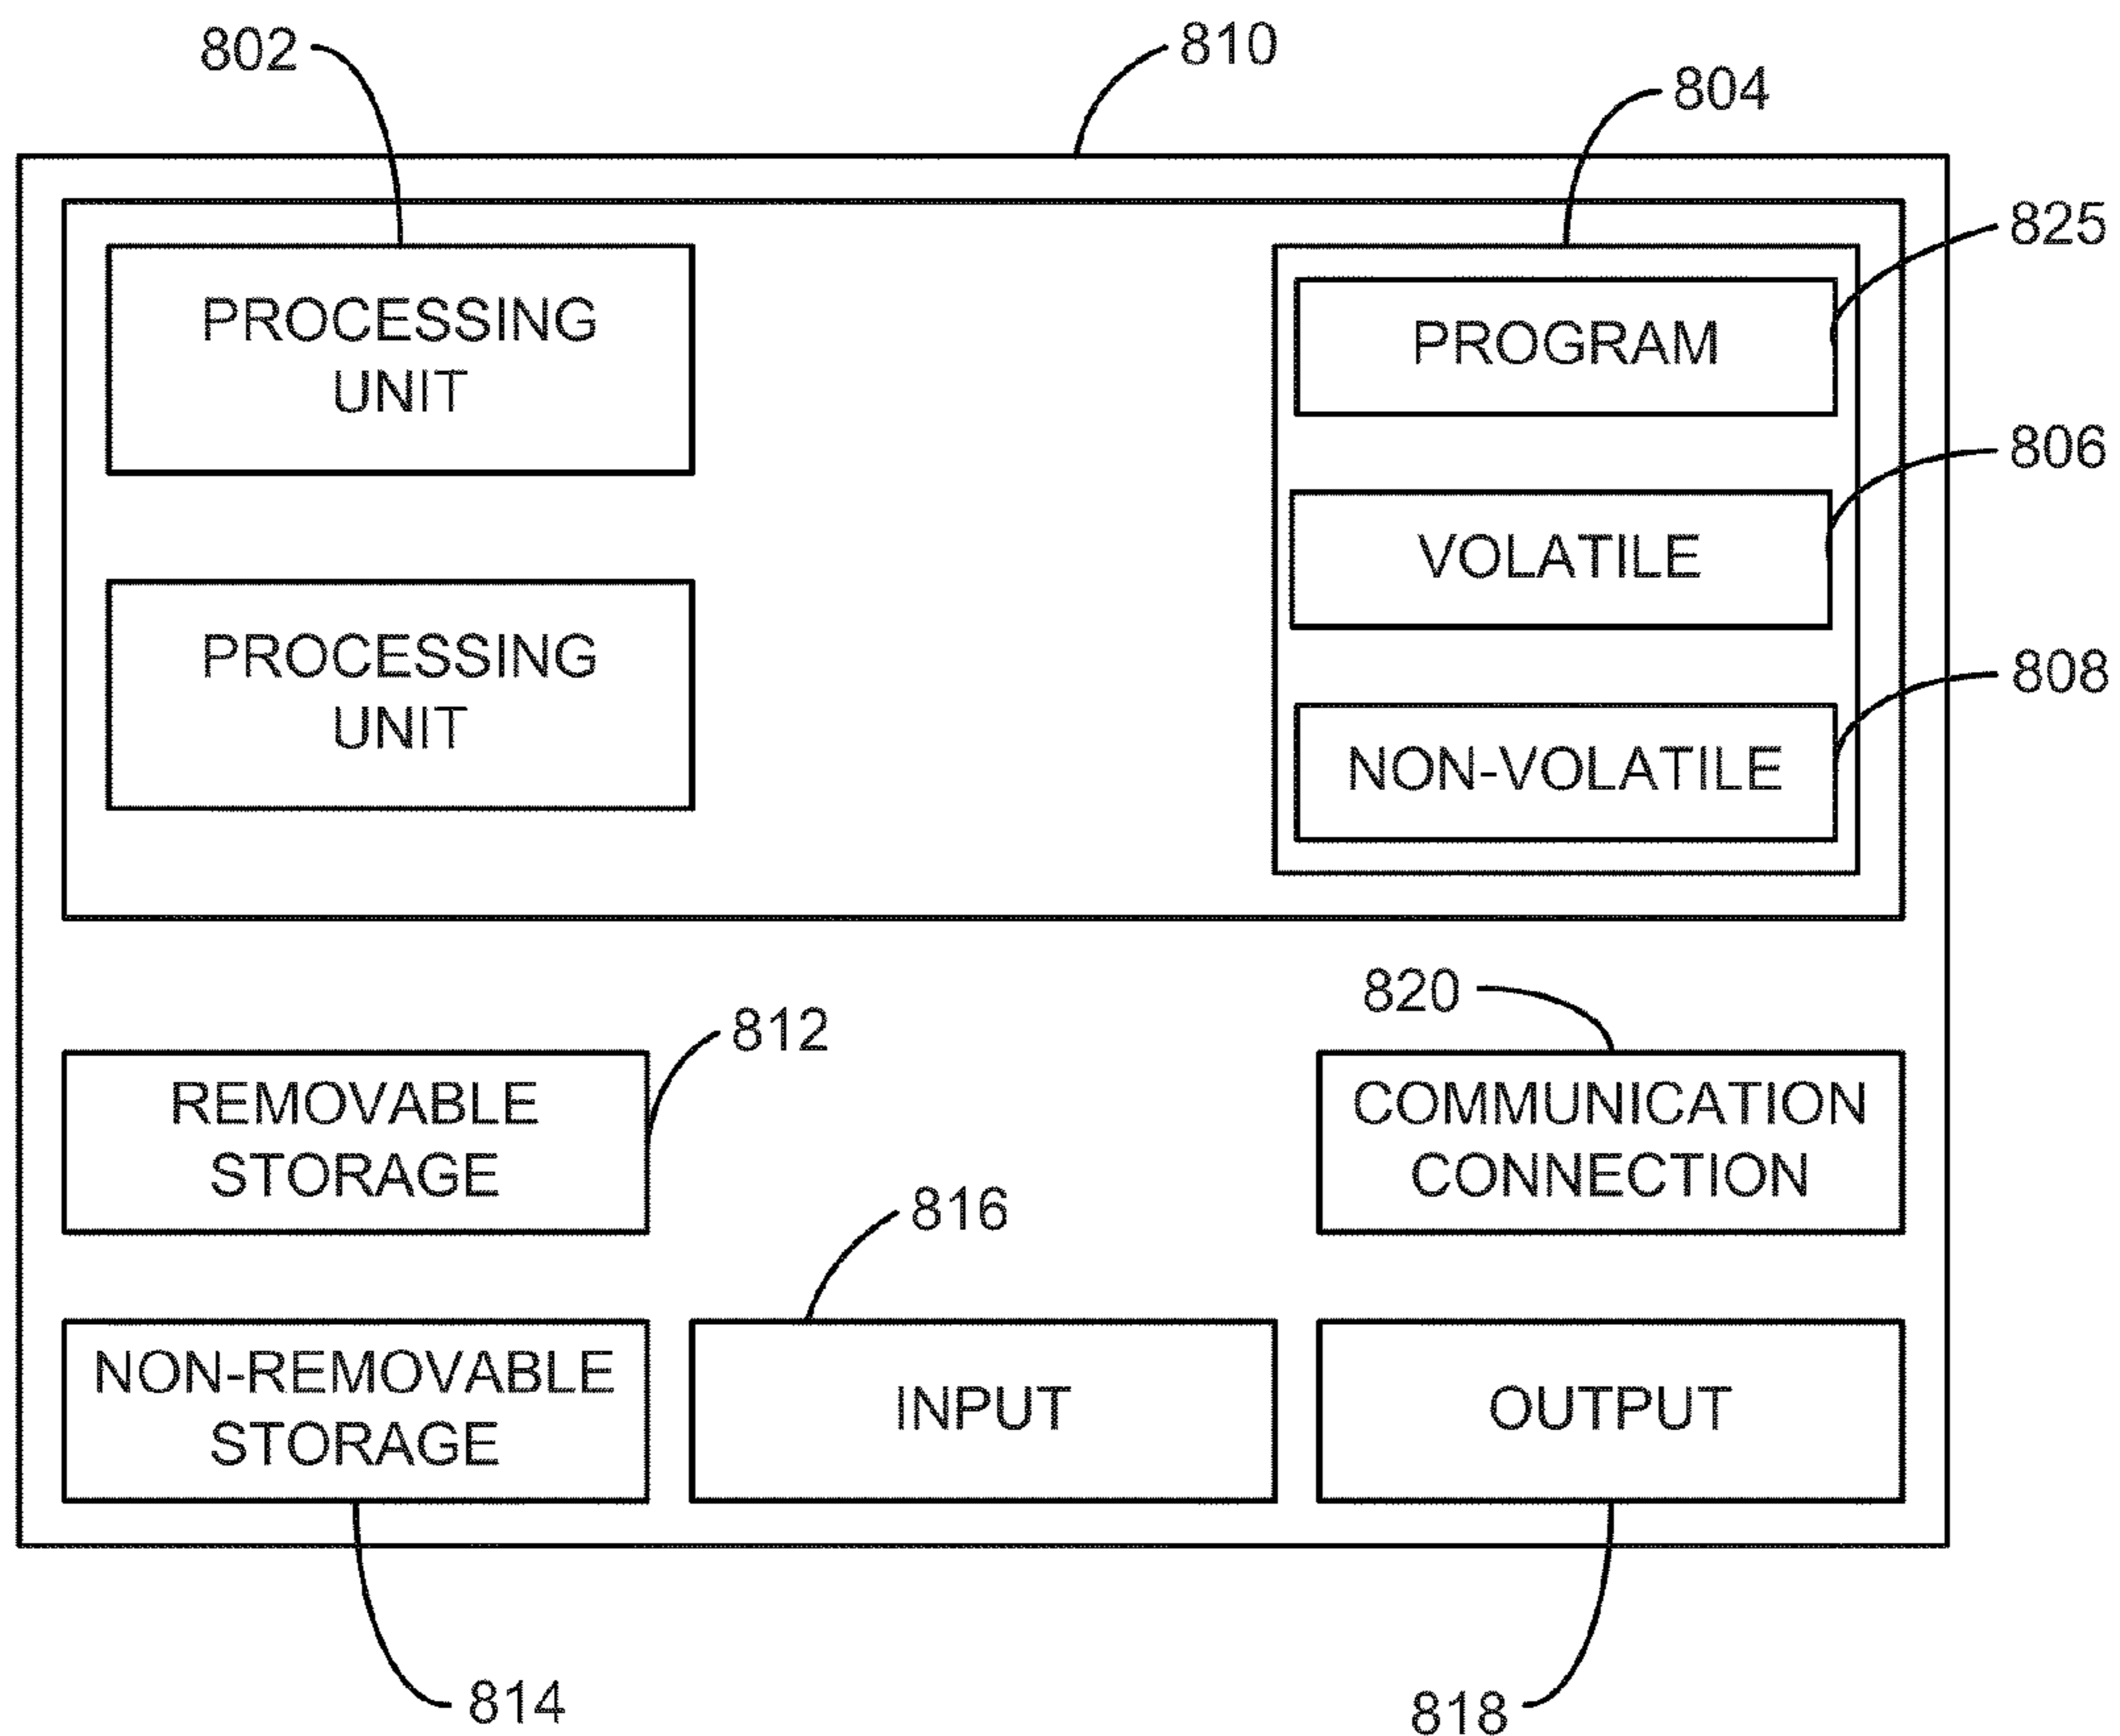 802
810
804
825
PROCESSING
UNIT
PROGRAM
806
VOLATILE
PROCESSING
UNIT
808
NON-VOLATILE
820
812
REMOVABLE
STORAGE
COMMUNICATION
CONNECTION
816
NON-REMOVABLE
STORAGE
INPUT
OUTPUT
814
818